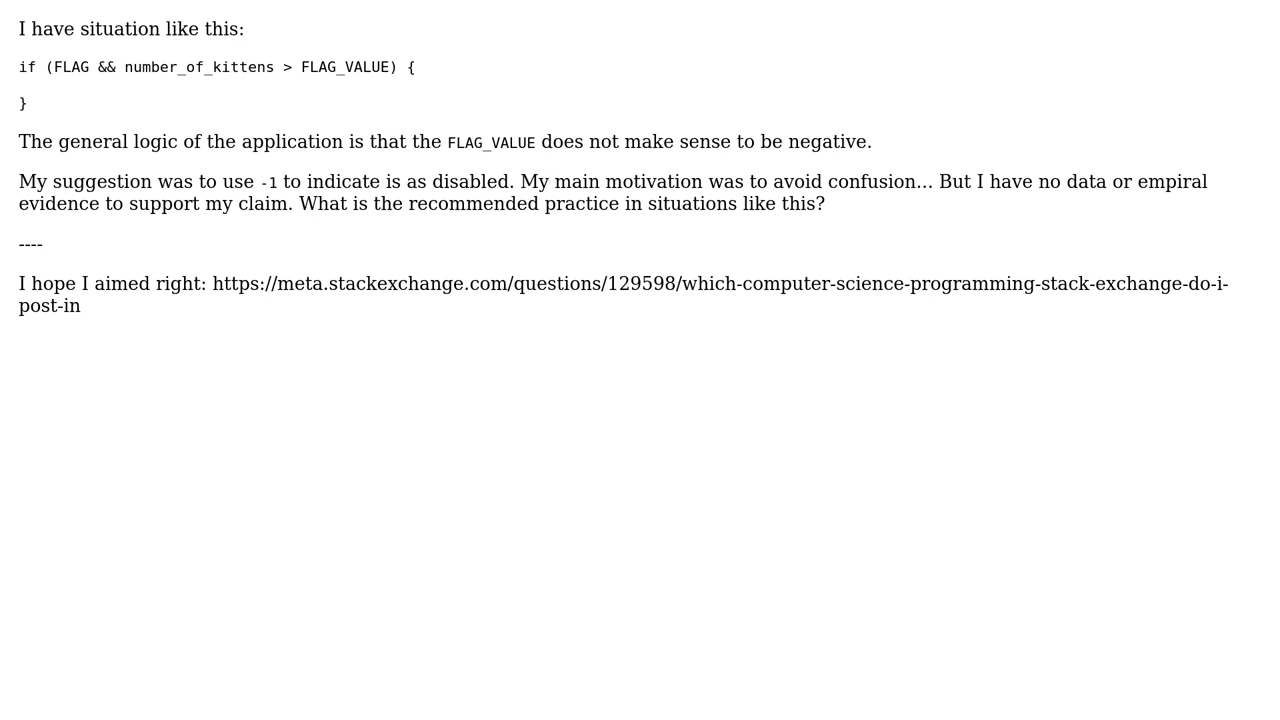 I have situation like this:
if (FLAG && number_of_kittens > FLAG_VALUE) {
}
The general logic of the application is that the FLAG_VALUE does not make sense to be negative.
My suggestion was to use -1 to indicate is as disabled. My main motivation was to avoid confusion... But I have no data or empiral
evidence to support my claim. What is the recommended practice in situations like this?
----
I hope I aimed right: https://meta.stackexchange.com/questions/129598/which-computer-science-programming-stack-exchange-do-i-
post-in